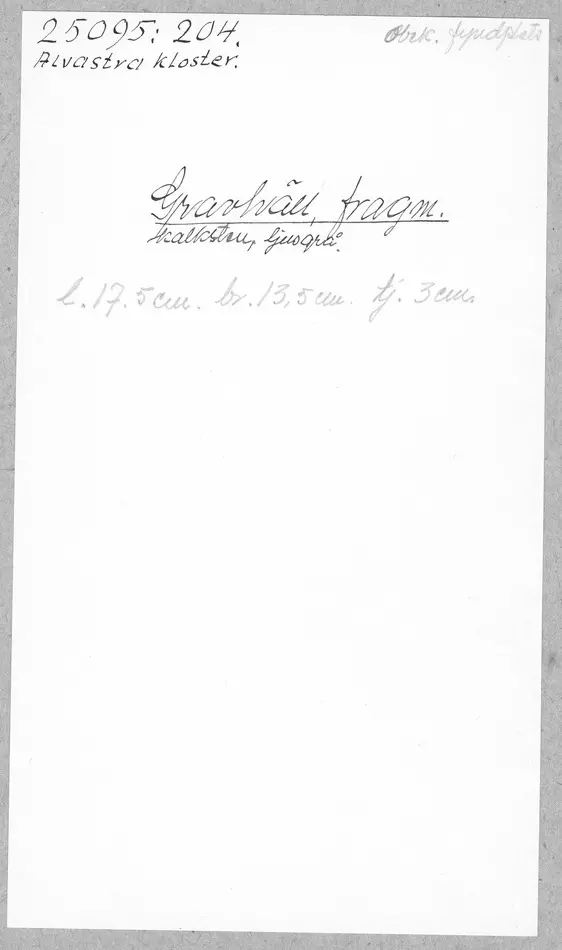 25095: 204.
Alvastra kloster.
Obek. fyndplats
Gravhäll, fragm.
kalksten, ljusgrå.
l. 17.5 cm. br. 13,5 cm. tj. 3 cm.